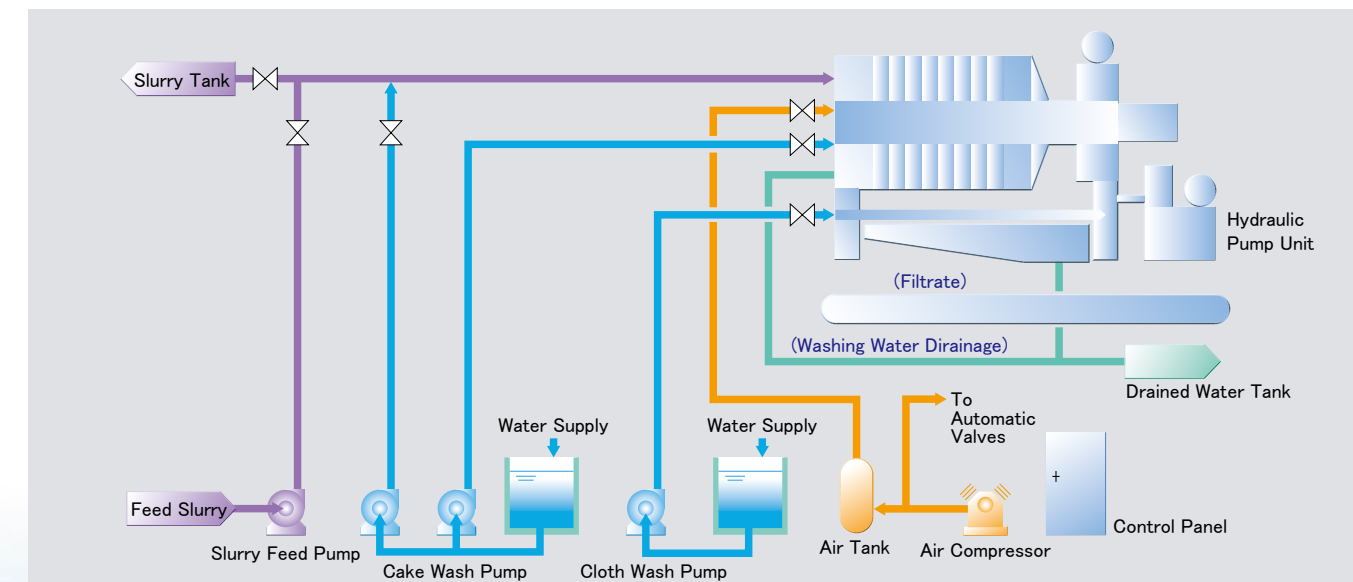 Slurry Tank
Hydraulic
Pump Unit
(Filtrate)
(Washing Water Dirainage)
Drained Water Tank
To
Automatic
Valves
Water Supply
Water Supply
Feed Slurry
Slurry Feed Pump
Cake Wash Pump
Cloth Wash Pump
Air Tank
Air Compressor
Control Panel